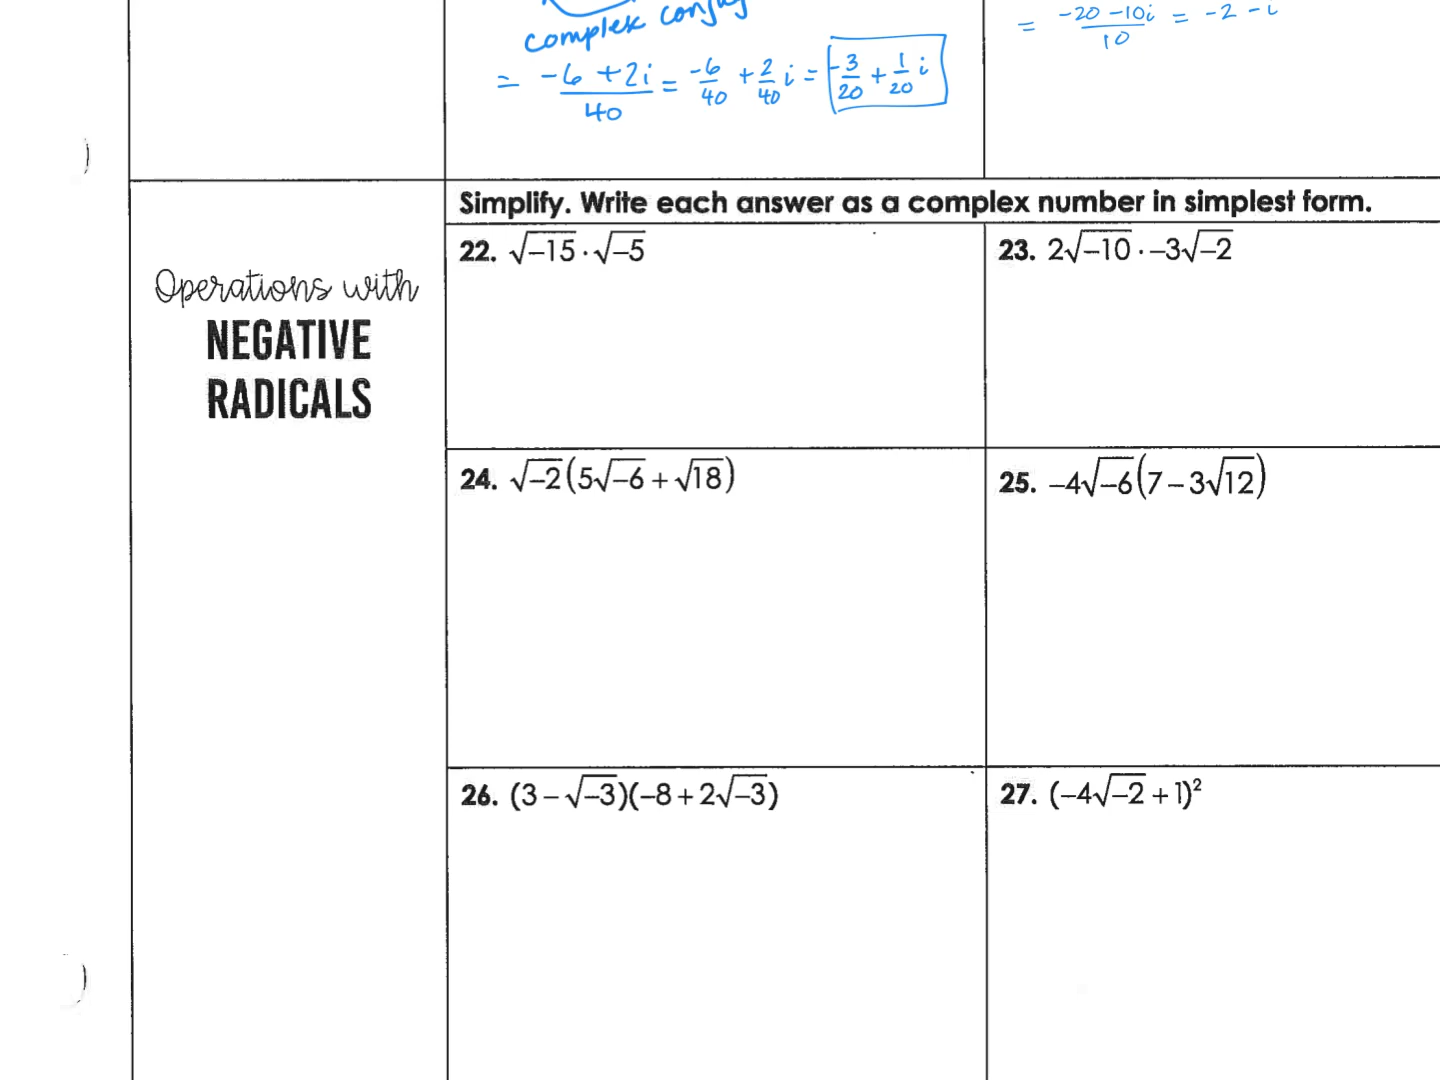 complex conjug
= -20 -10i / 10 = -2 - i
= -6 + 2i / 40 = -6/40 + 2/40 i = -3/20 + 1/20 i
Simplify. Write each answer as a complex number in simplest form.
Operations with
NEGATIVE
RADICALS
22. √-15 · √-5
23. 2√-10 · -3√-2
24. √-2(5√-6 + √18)
25. -4√-6(7 - 3√12)
26. (3 - √-3)(-8 + 2√-3)
27. (-4√-2 + 1)²